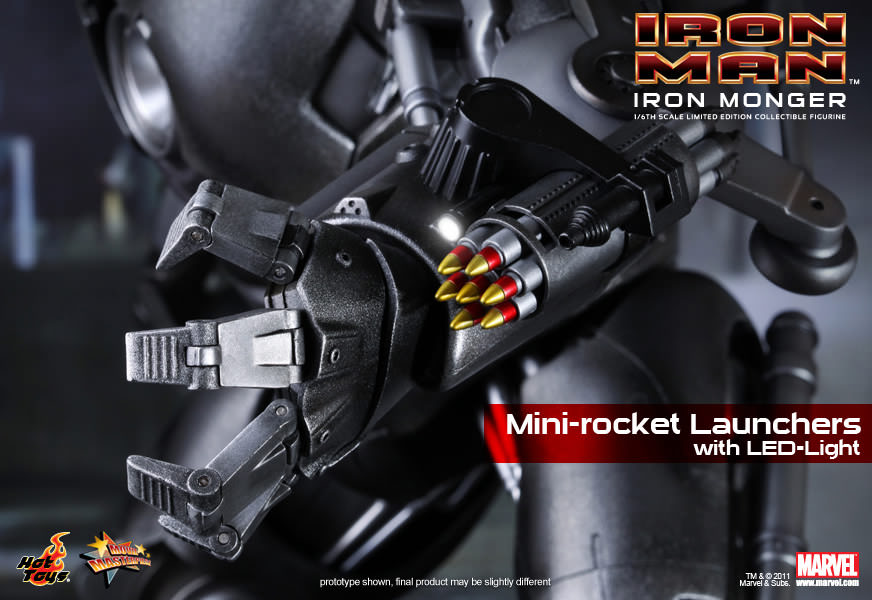 IRON
MAN™
IRON MONGER
1/6TH SCALE LIMITED EDITION COLLECTIBLE FIGURINE
Mini-rocket Launchers
with LED-Light
Hot
Toys
MOVIE
MASTERPIECE
prototype shown, final product may be slightly different
TM & © 2011
Marvel & Subs.
MARVEL
www.marvel.com